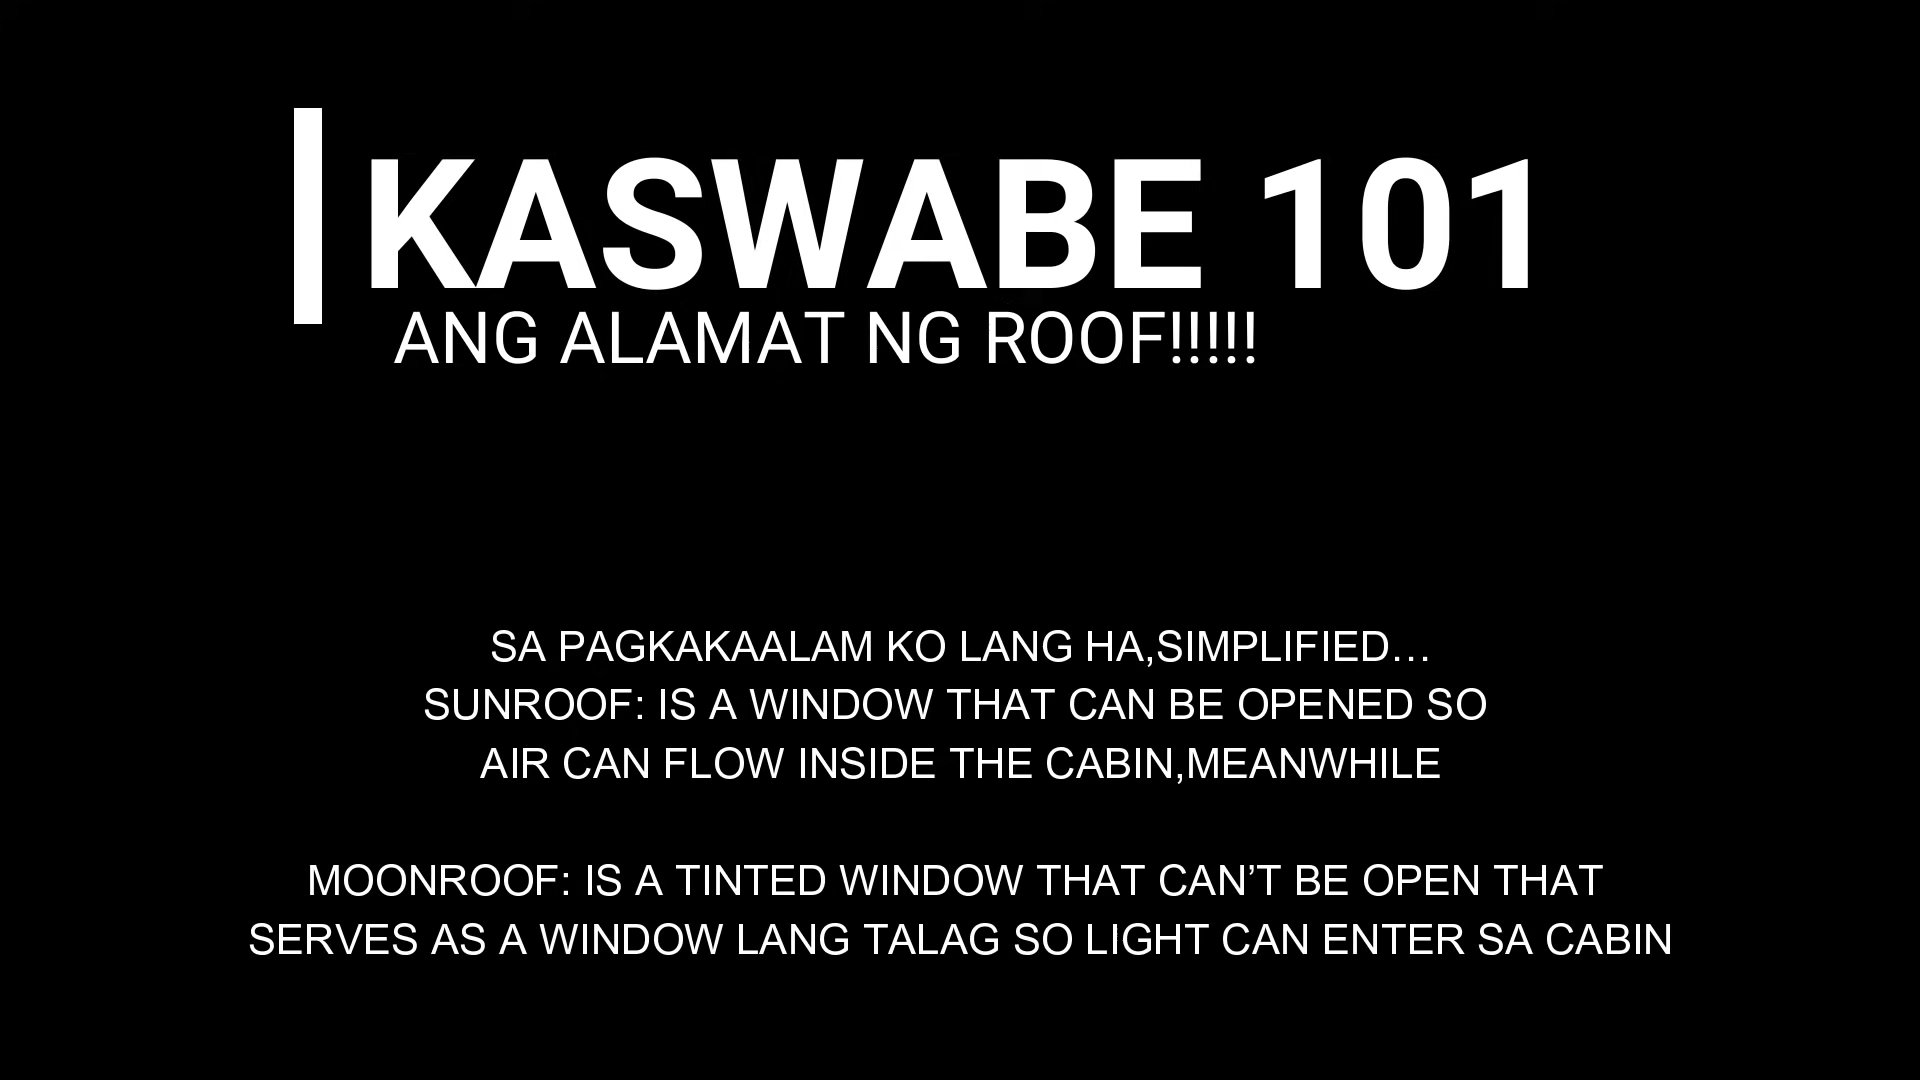 KASWABE 101
ANG ALAMAT NG ROOF!!!!!
SA PAGKAKAALAM KO LANG HA,SIMPLIFIED…
SUNROOF: IS A WINDOW THAT CAN BE OPENED SO
AIR CAN FLOW INSIDE THE CABIN,MEANWHILE
MOONROOF: IS A TINTED WINDOW THAT CAN’T BE OPEN THAT
SERVES AS A WINDOW LANG TALAG SO LIGHT CAN ENTER SA CABIN